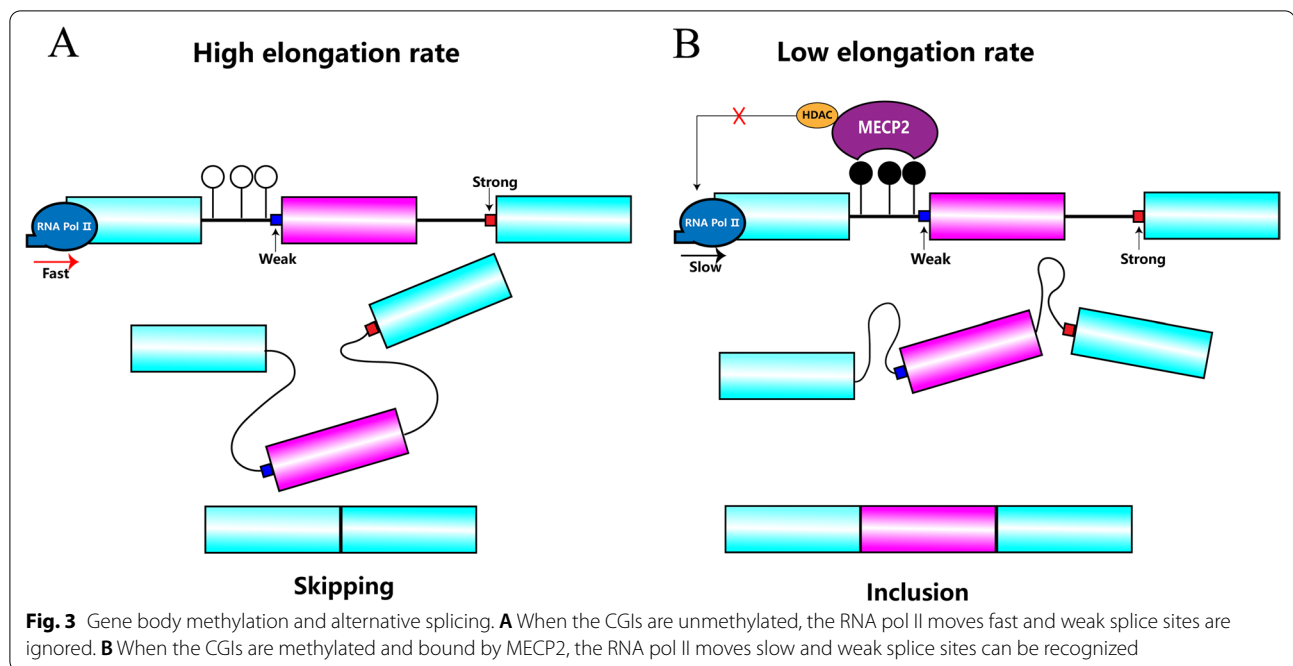 A
High elongation rate
Strong
RNA Pol II
Weak
Fast
Skipping
B
Low elongation rate
HDAC
MECP2
RNA Pol II
Slow
Weak
Strong
Inclusion
Fig. 3 Gene body methylation and alternative splicing. A When the CGIs are unmethylated, the RNA pol II moves fast and weak splice sites are
ignored. B When the CGIs are methylated and bound by MECP2, the RNA pol II moves slow and weak splice sites can be recognized